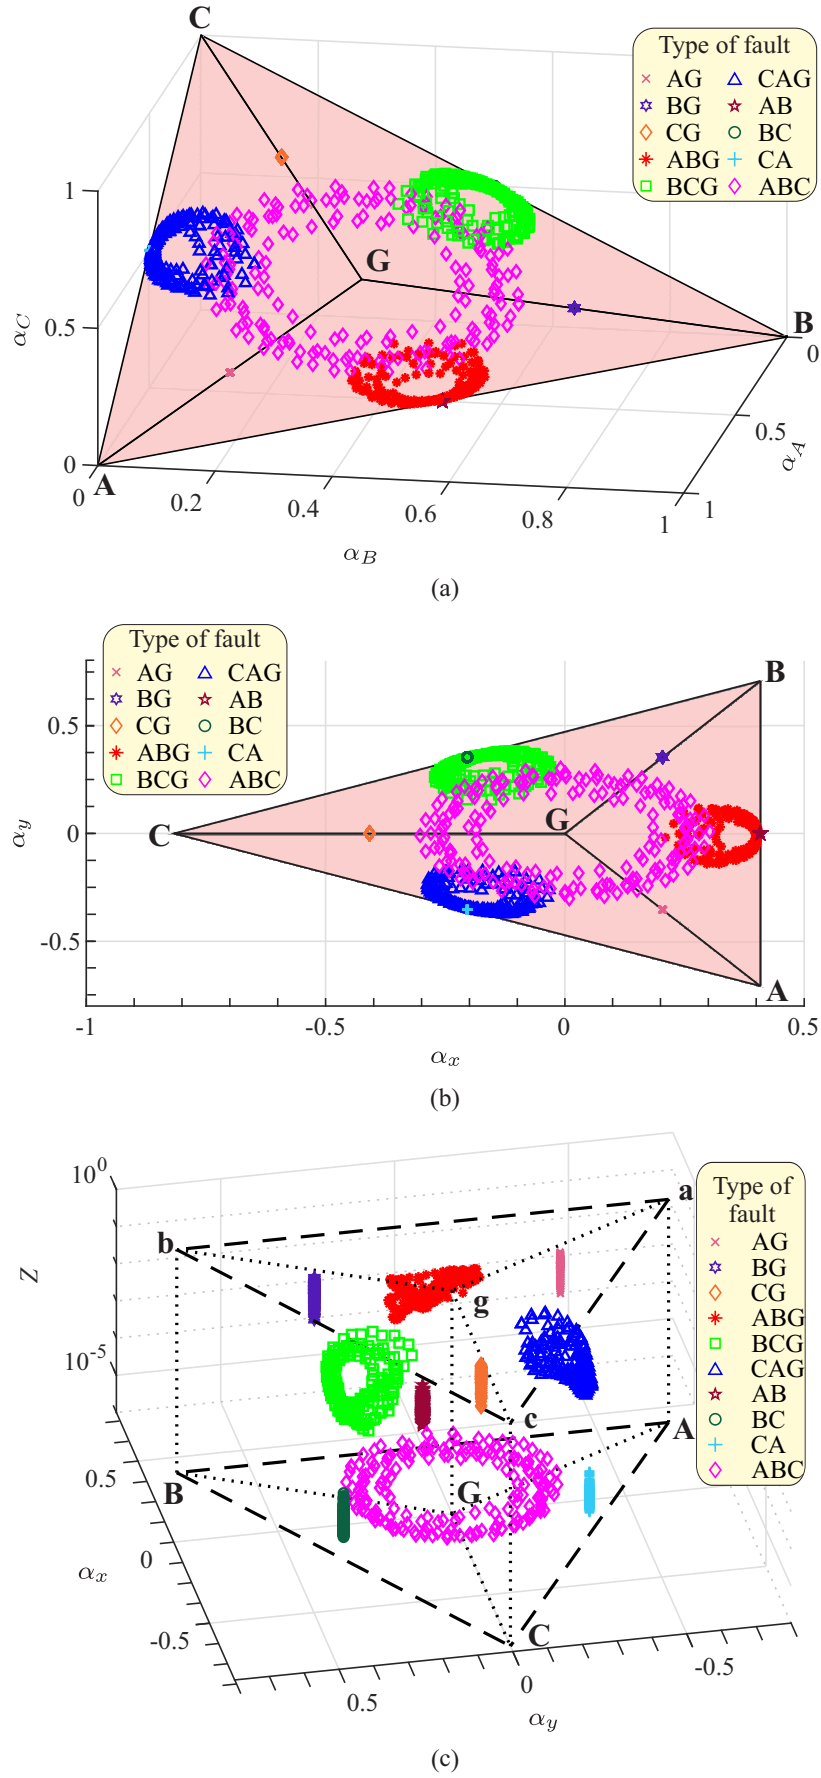 C
Type of fault
AG CAG
BG AB
CG BC
ABG CA
BCG ABC
1
G
α_C
0.5
B
0
0.5
α_A
0
A
0 0.2 0.4 0.6 0.8 1 1
α_B
(a)
Type of fault
AG CAG
BG AB
CG BC
ABG CA
BCG ABC
B
0.5
α_y
0
C
G
-0.5
A
-1 -0.5 0 0.5
α_x
(b)
10^0
Type of
fault
AG
BG
CG
ABG
BCG
CAG
AB
BC
CA
ABC
a
b
Z
g
10^-5
c
A
0.5
B
G
0
α_x
-0.5
C
0.5 0 -0.5
α_y
(c)